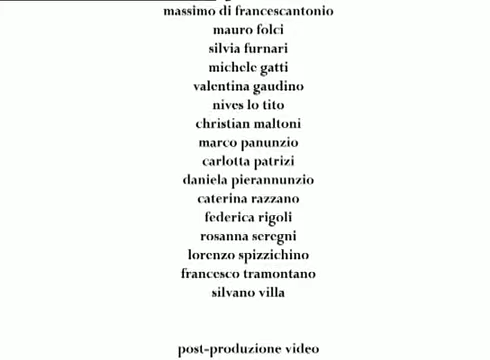 massimo di francescantonio
mauro folci
silvia furnari
michele gatti
valentina gaudino
nives lo tito
christian maltoni
marco panunzio
carlotta patrizi
daniela pierannunzio
caterina razzano
federica rigoli
rosanna seregni
lorenzo spizzichino
francesco tramontano
silvano villa
post-produzione video